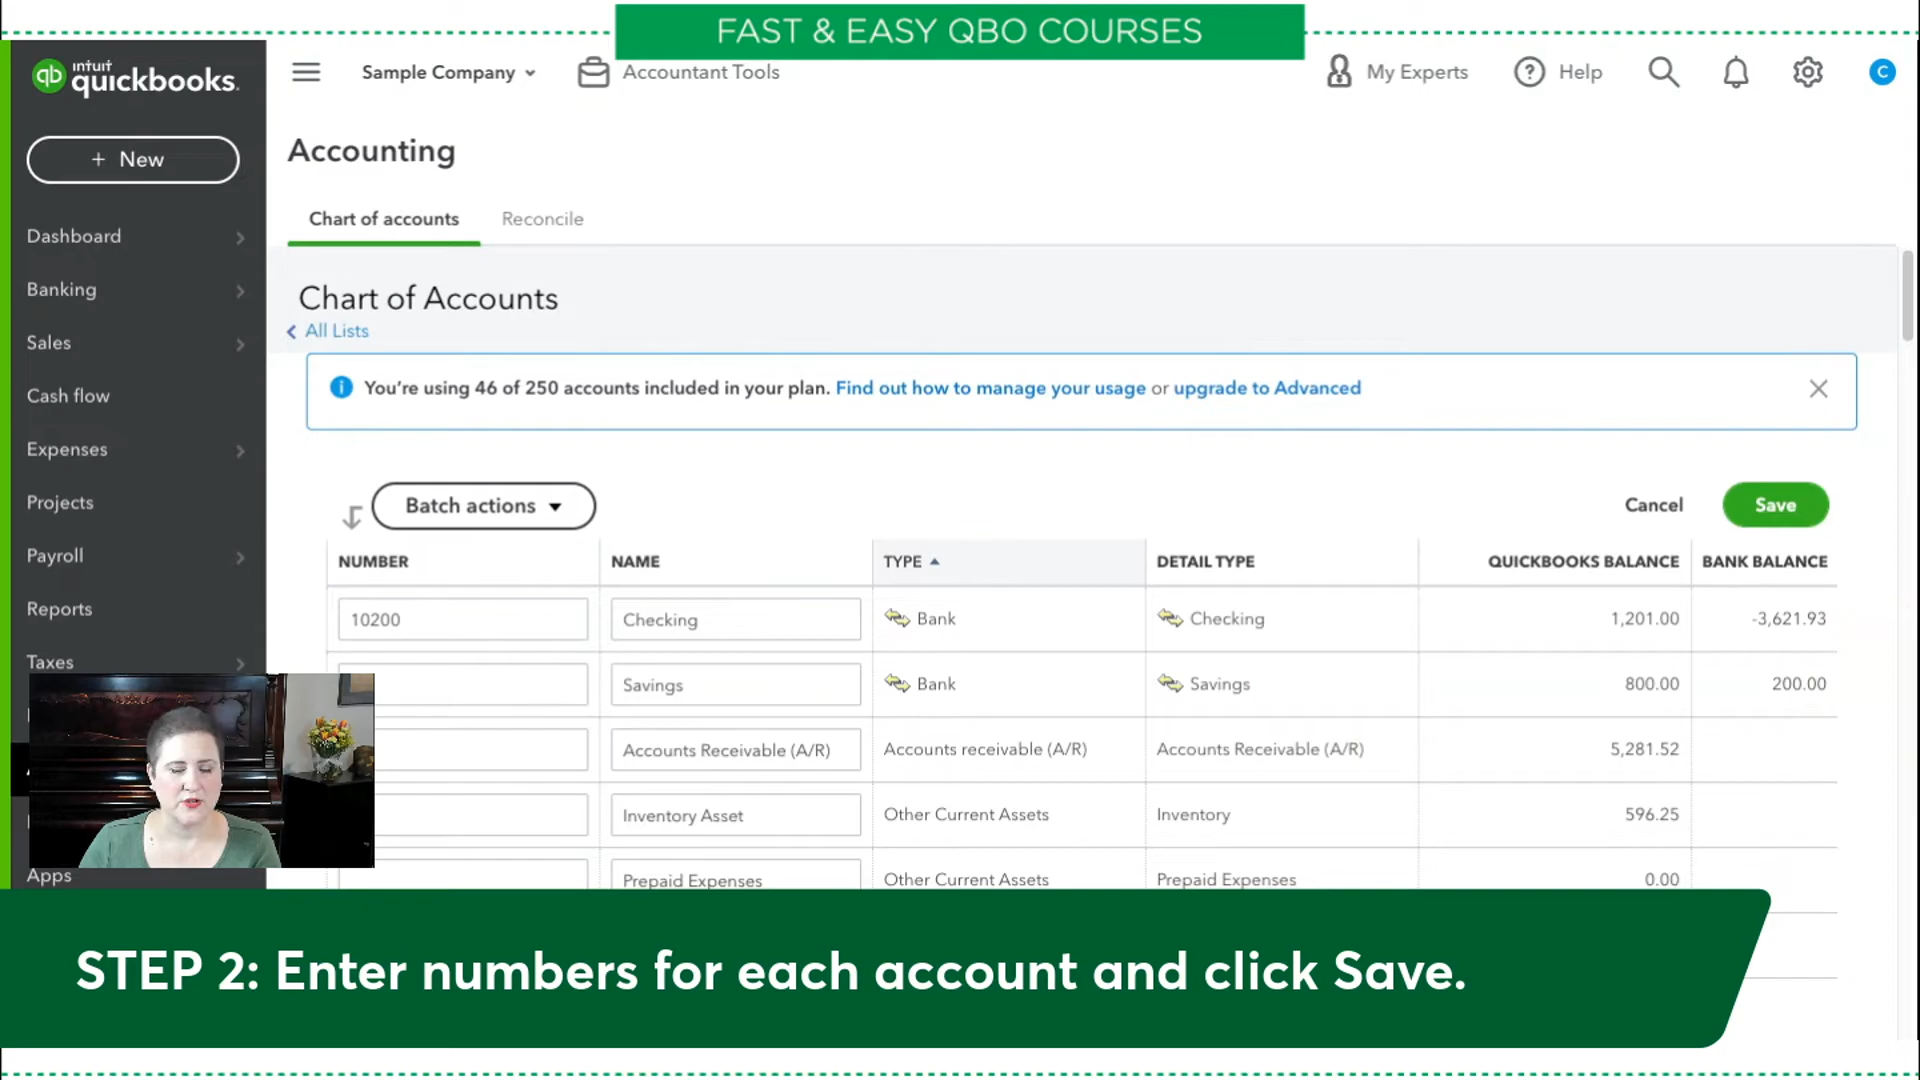 FAST & EASY QBO COURSES
intuit
qb quickbooks.
Sample Company
Accountant Tools
My Experts
? Help
C
+ New
Accounting
Chart of accounts
Reconcile
Dashboard
Banking
Sales
Cash flow
Expenses
Projects
Payroll
Reports
Taxes
Apps
Chart of Accounts
All Lists
You're using 46 of 250 accounts included in your plan. Find out how to manage your usage or upgrade to Advanced
Batch actions
Cancel
Save
NUMBER NAME TYPE DETAIL TYPE QUICKBOOKS BALANCE BANK BALANCE
10200 Checking Bank Checking 1,201.00 -3,621.93
Savings Bank Savings 800.00 200.00
Accounts Receivable (A/R) Accounts receivable (A/R) Accounts Receivable (A/R) 5,281.52
Inventory Asset Other Current Assets Inventory 596.25
Prepaid Expenses Other Current Assets Prepaid Expenses 0.00
STEP 2: Enter numbers for each account and click Save.